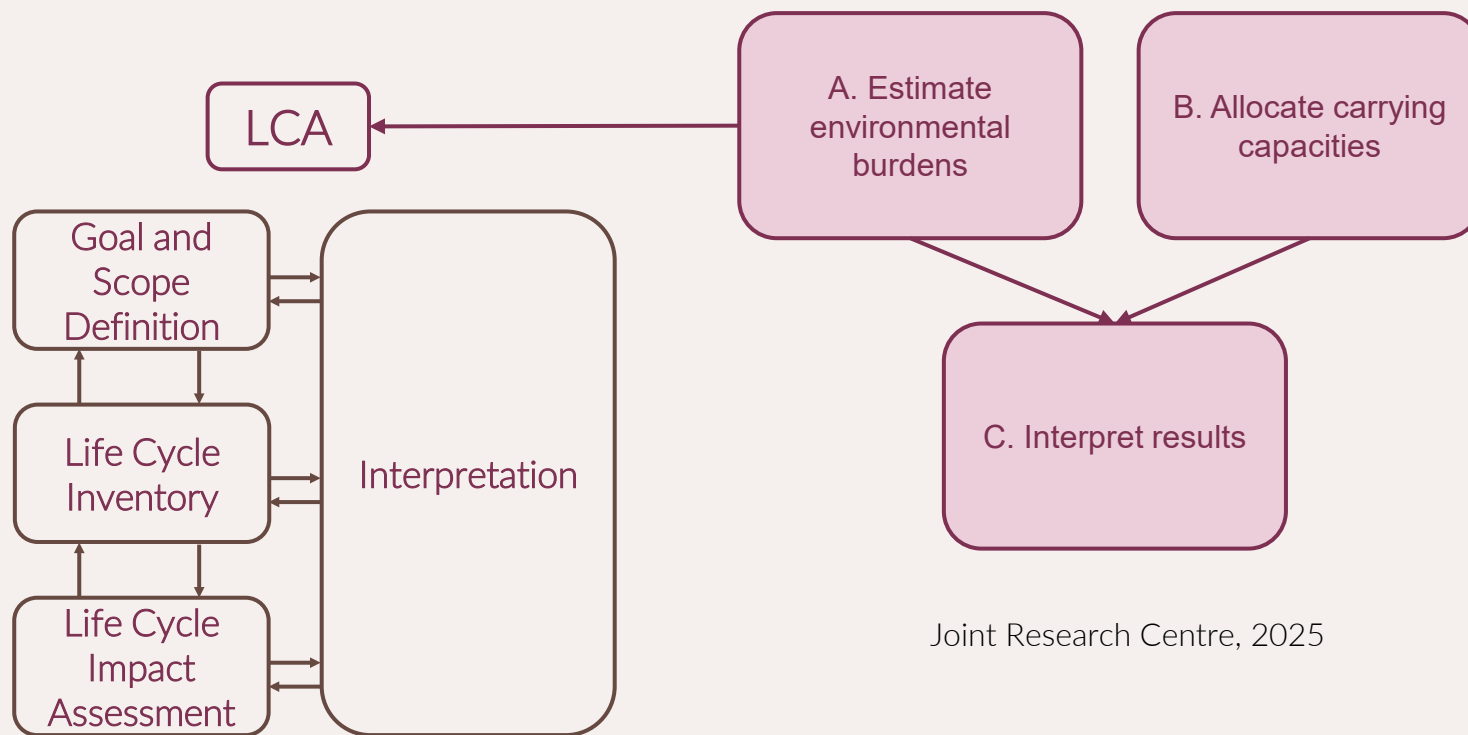 LCA
Goal and
Scope
Definition
Life Cycle
Inventory
Life Cycle
Impact
Assessment
Interpretation
A. Estimate
environmental
burdens
B. Allocate carrying
capacities
C. Interpret results
Joint Research Centre, 2025